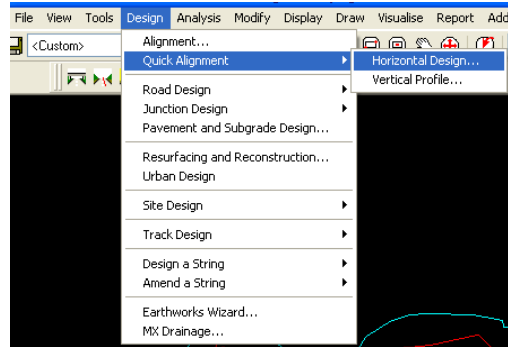 File View Tools Design Analysis Modify Display Draw Visualise Report Add
<Custom>
Alignment...
Quick Alignment
Horizontal Design...
Vertical Profile...
Road Design
Junction Design
Pavement and Subgrade Design...
Resurfacing and Reconstruction...
Urban Design
Site Design
Track Design
Design a String
Amend a String
Earthworks Wizard...
MX Drainage...